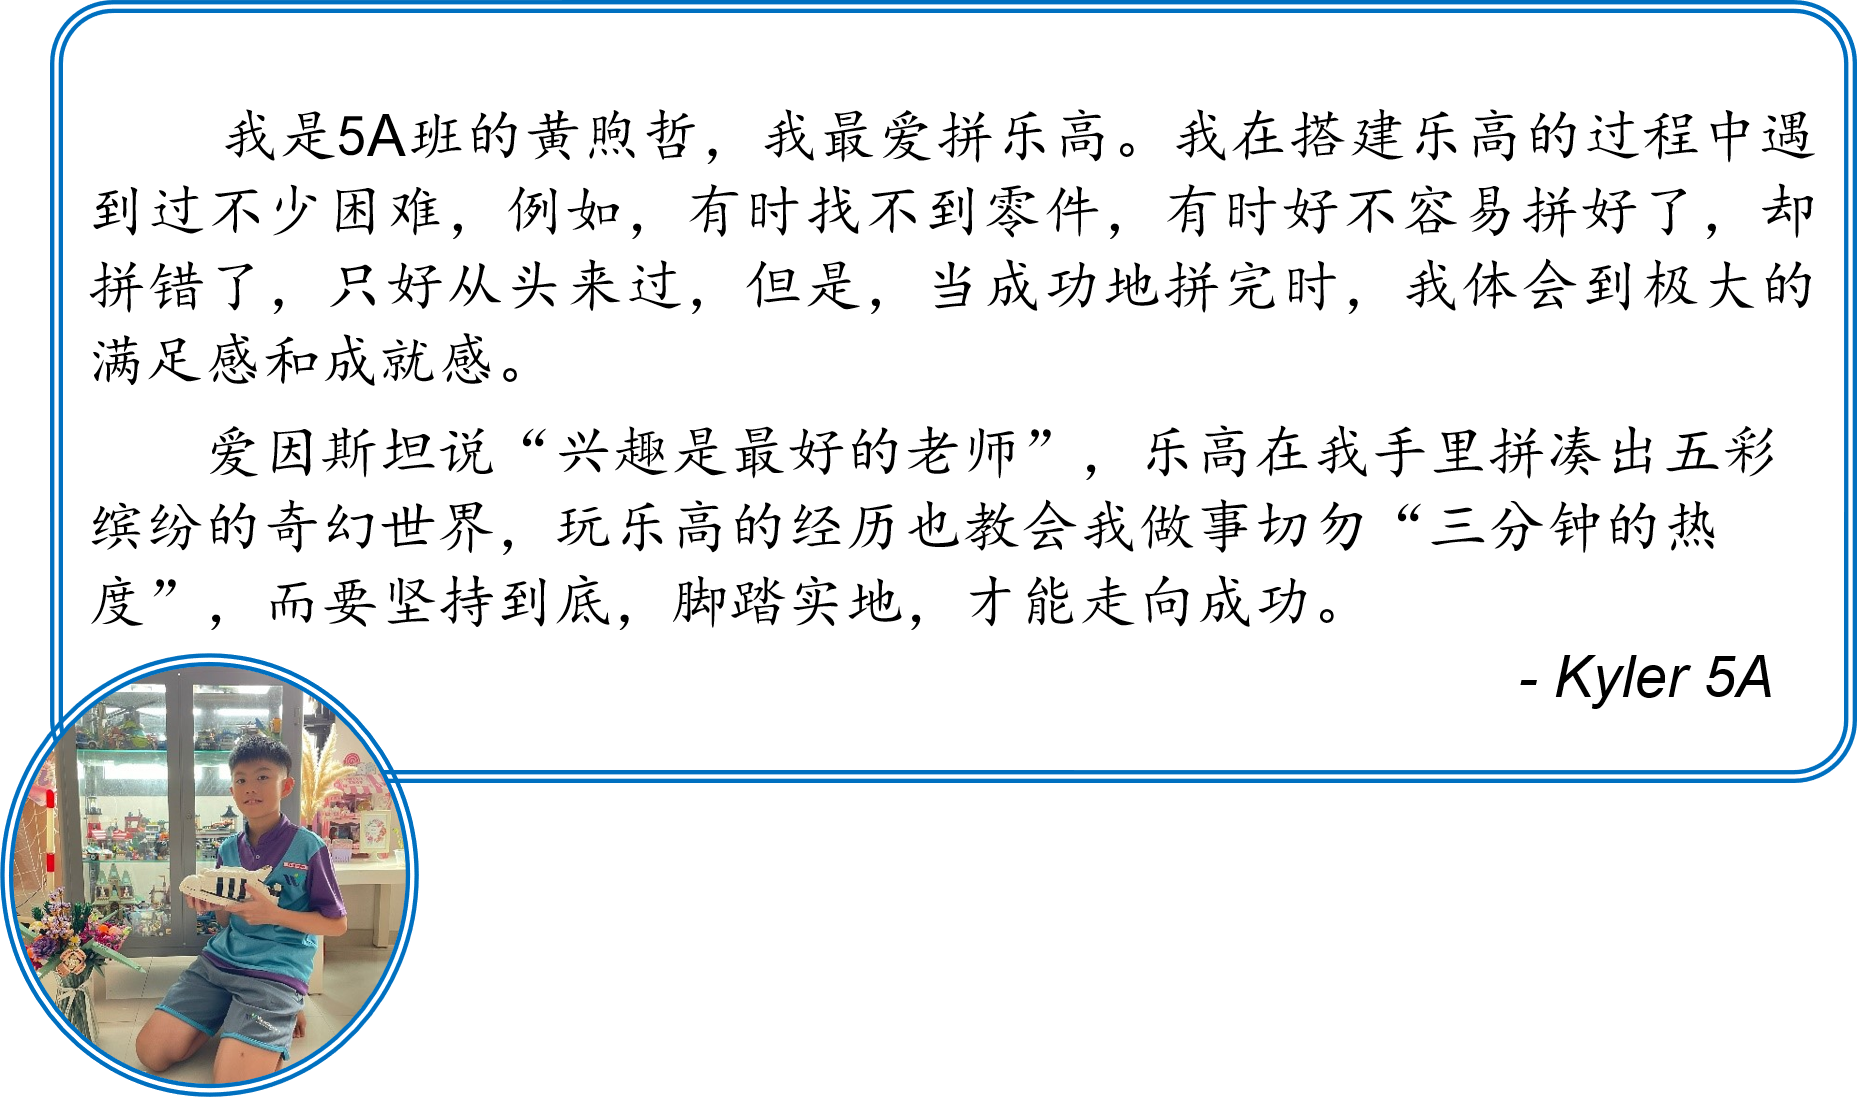 我是5A班的黄煦哲，我最爱拼乐高。我在搭建乐高的过程中遇
到过不少困难，例如，有时找不到零件，有时好不容易拼好了，却
拼错了，只好从头来过，但是，当成功地拼完时，我体会到极大的
满足感和成就感。
爱因斯坦说“兴趣是最好的老师”，乐高在我手里拼凑出五彩
缤纷的奇幻世界，玩乐高的经历也教会我做事切勿“三分钟的热
度”，而要坚持到底，脚踏实地，才能走向成功。
- Kyler 5A